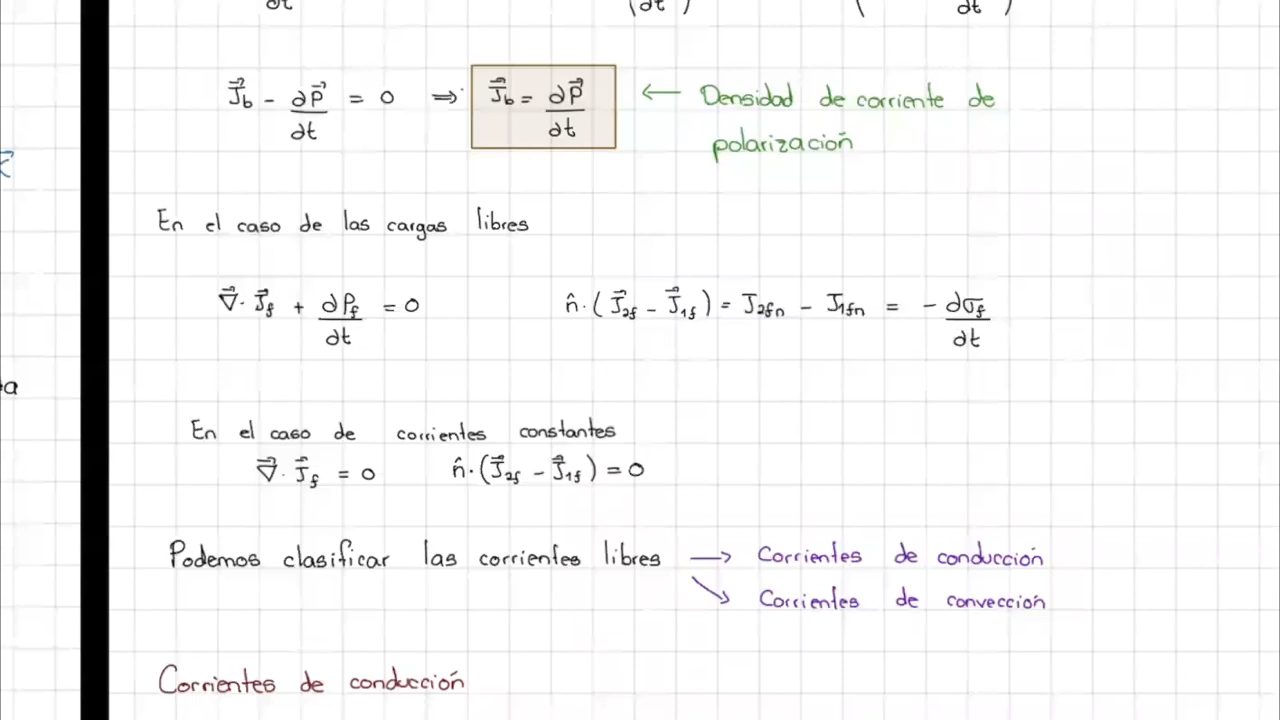 ∂t (∂t) ( ∂t )
J⃗b - ∂P⃗/∂t = 0 ⇒ J⃗b = ∂P⃗/∂t ← Densidad de corriente de
polarización
En el caso de las cargas libres
∇⃗· J⃗f + ∂ρf/∂t = 0 n̂·(J⃗2f - J⃗1f) = J2fn - J1fn = - ∂σf/∂t
a
En el caso de corrientes constantes
∇⃗· J⃗f = 0 n̂·(J⃗2f - J⃗1f) = 0
Podemos clasificar las corrientes libres → Corrientes de conducción
↘ Corrientes de convección
Corrientes de conducción